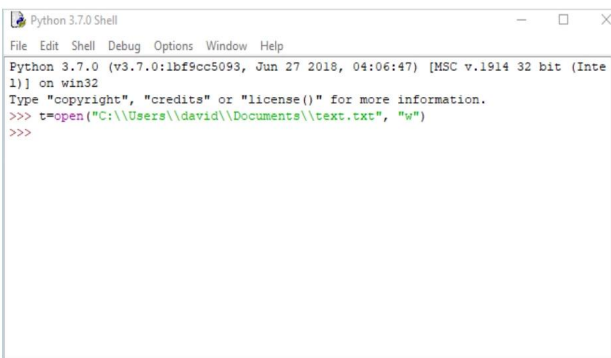 Python 3.7.0 Shell
File Edit Shell Debug Options Window Help
Python 3.7.0 (v3.7.0:1bf9cc5093, Jun 27 2018, 04:06:47) [MSC v.1914 32 bit (Inte
l)] on win32
Type "copyright", "credits" or "license()" for more information.
>>> t=open("C:\\Users\\david\\Documents\\text.txt", "w")
>>>